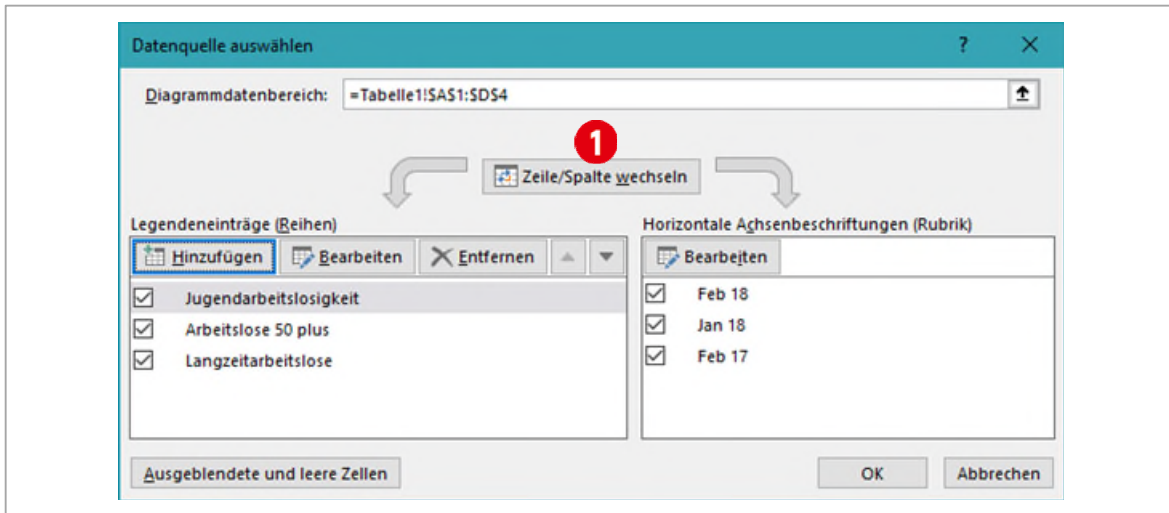 Datenquelle auswählen ?
Diagrammdatenbereich: =Tabelle1!$A$1:$D$4
1
Zeile/Spalte wechseln
Legendeneinträge (Reihen)
Hinzufügen Bearbeiten Entfernen
Jugendarbeitslosigkeit
Arbeitslose 50 plus
Langzeitarbeitslose
Horizontale Achsenbeschriftungen (Rubrik)
Bearbeiten
Feb 18
Jan 18
Feb 17
Ausgeblendete und leere Zellen
OK Abbrechen